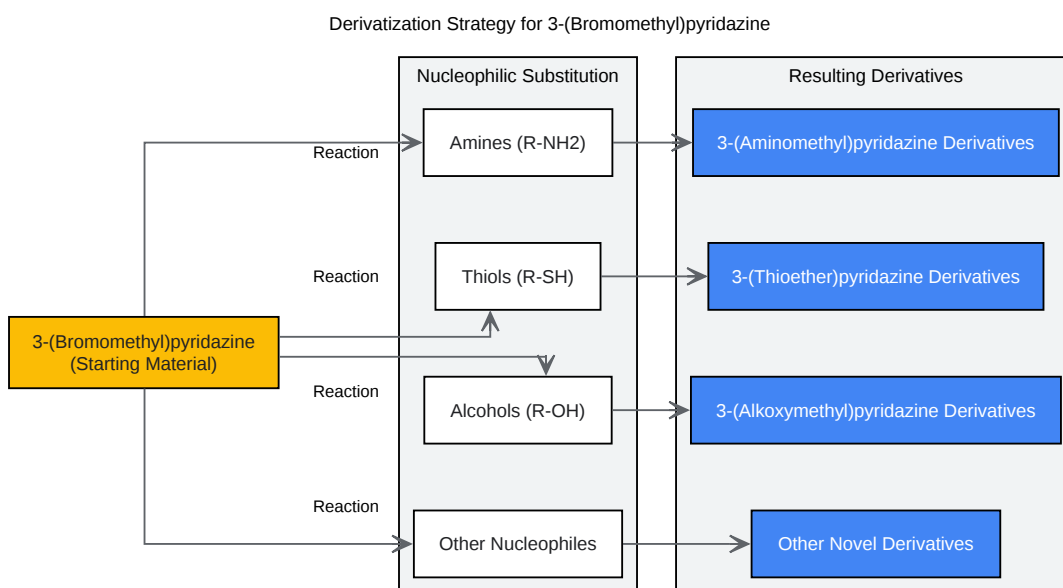 Derivatization Strategy for 3-(Bromomethyl)pyridazine
Nucleophilic Substitution
Resulting Derivatives
Reaction
Amines (R-NH2)
3-(Aminomethyl)pyridazine Derivatives
Reaction
Thiols (R-SH)
3-(Thioether)pyridazine Derivatives
3-(Bromomethyl)pyridazine
(Starting Material)
Reaction
Alcohols (R-OH)
3-(Alkoxymethyl)pyridazine Derivatives
Reaction
Other Nucleophiles
Other Novel Derivatives